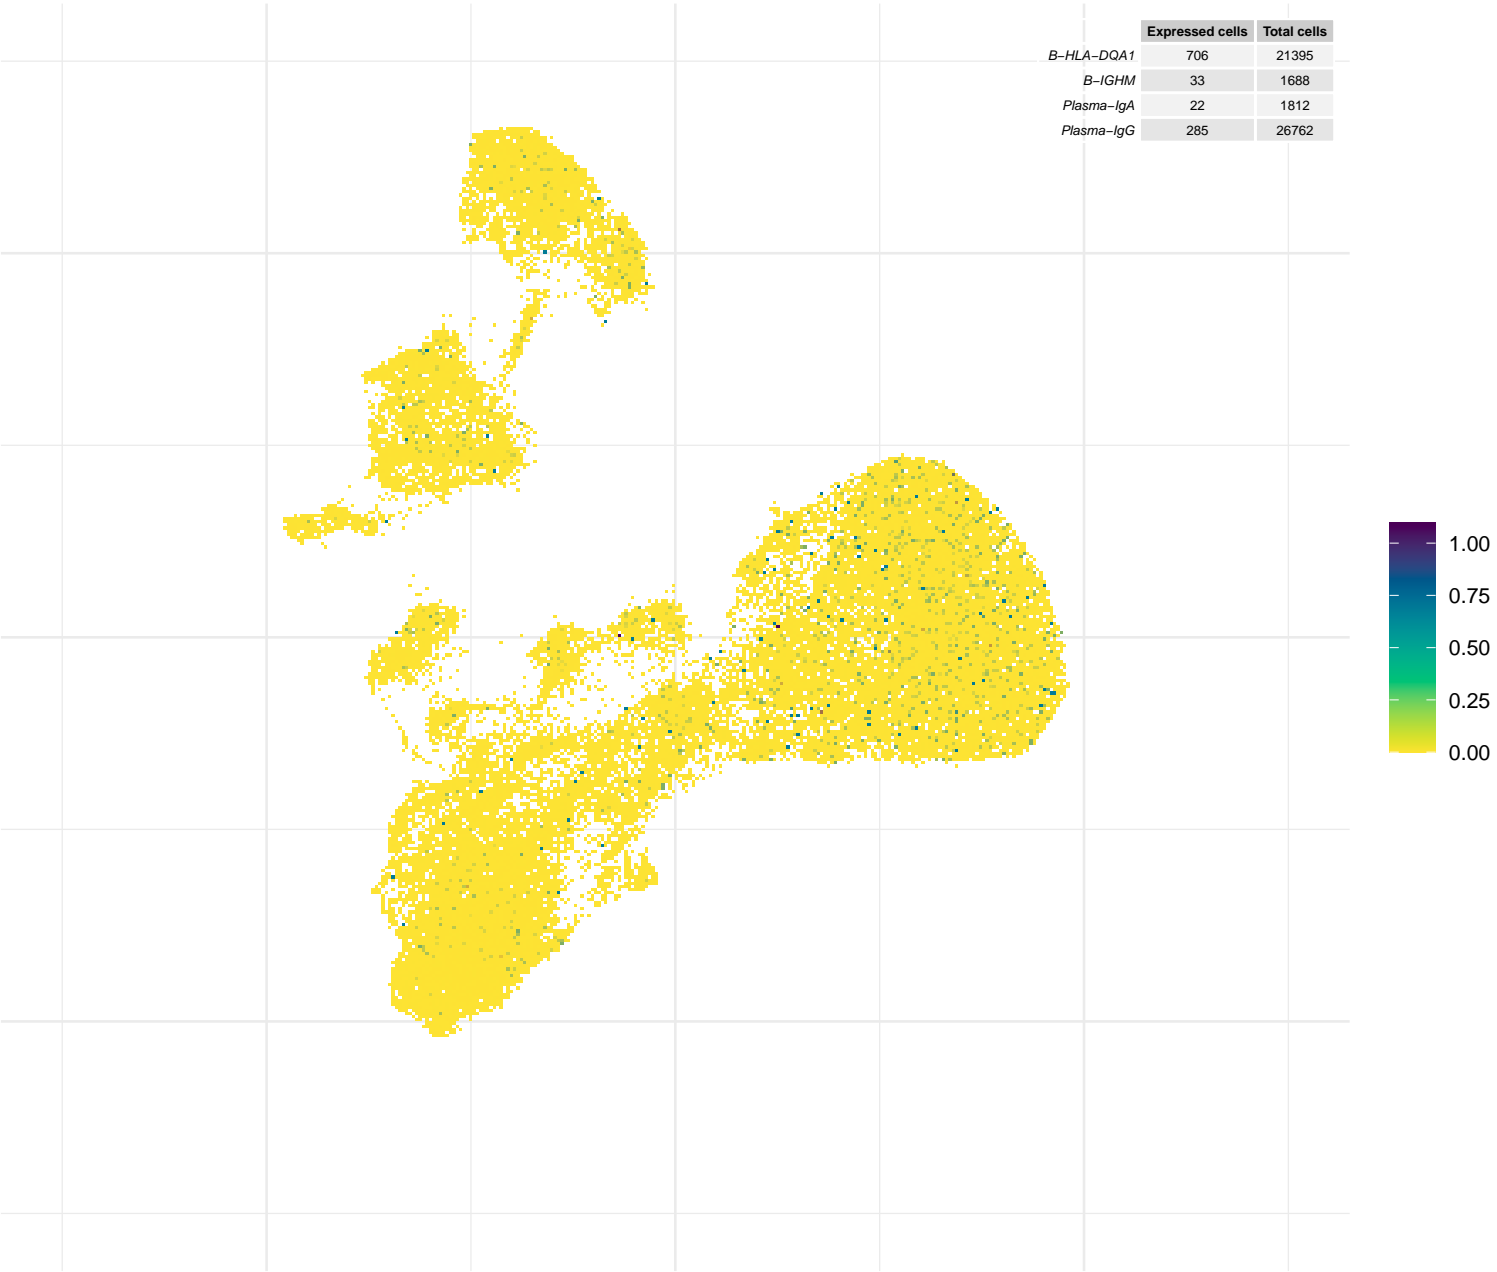 Expressed cells Total cells
B−HLA−DQA1 706 21395
B−IGHM 33 1688
Plasma−IgA 22 1812
Plasma−IgG 285 26762
1.00
0.75
0.50
0.25
0.00